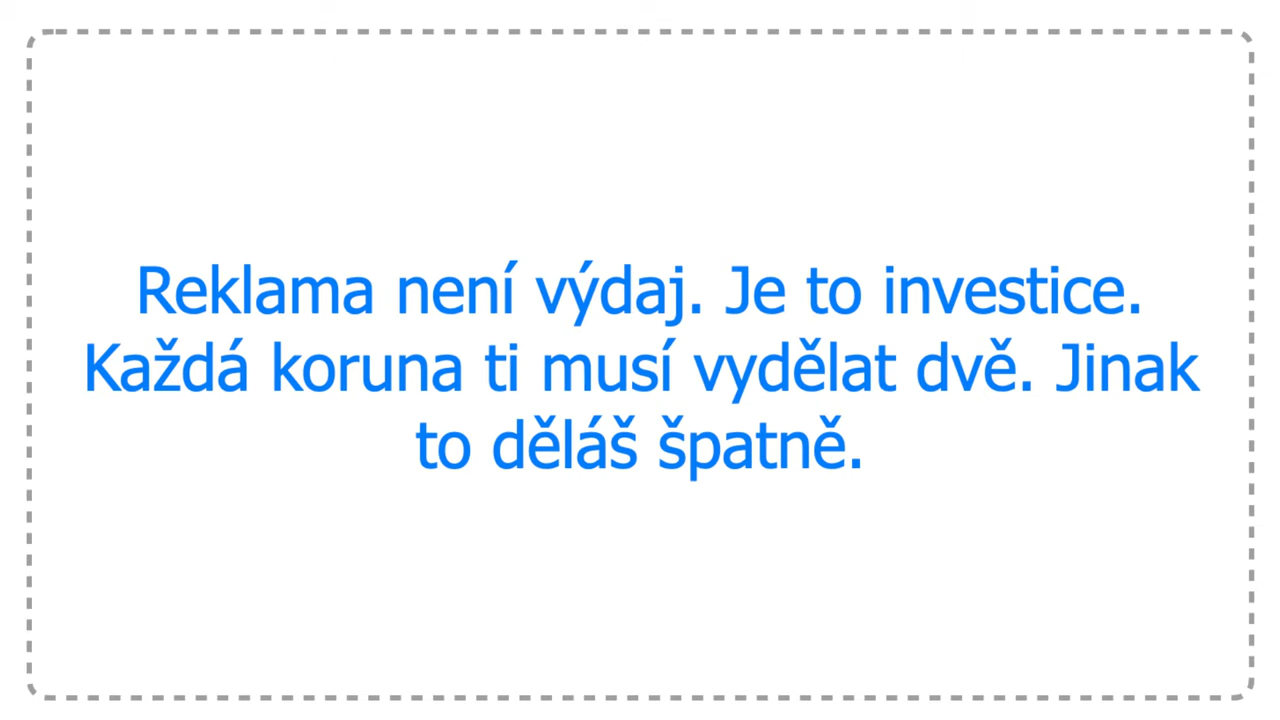 Reklama není výdaj. Je to investice.
Každá koruna ti musí vydělat dvě. Jinak
to děláš špatně.